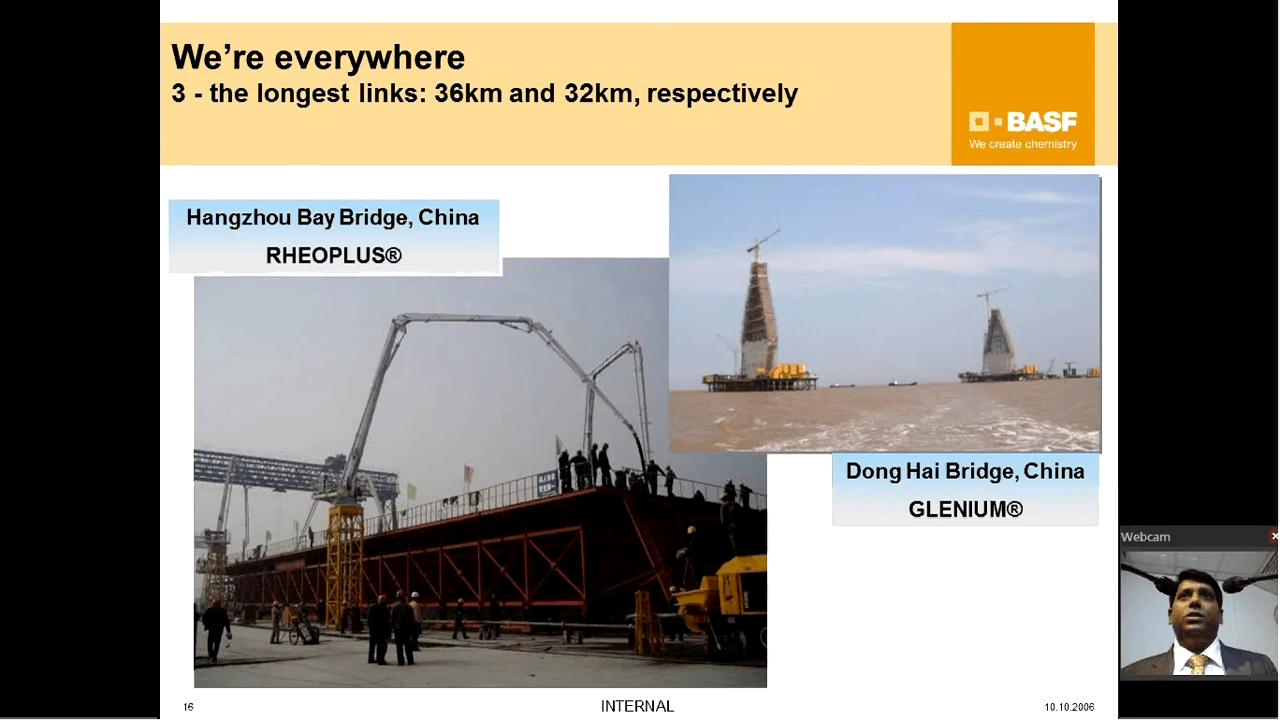 We're everywhere
3 - the longest links: 36km and 32km, respectively
BASF
We create chemistry
Hangzhou Bay Bridge, China
RHEOPLUS®
Dong Hai Bridge, China
GLENIUM®
Webcam
16
INTERNAL
10.10.2006